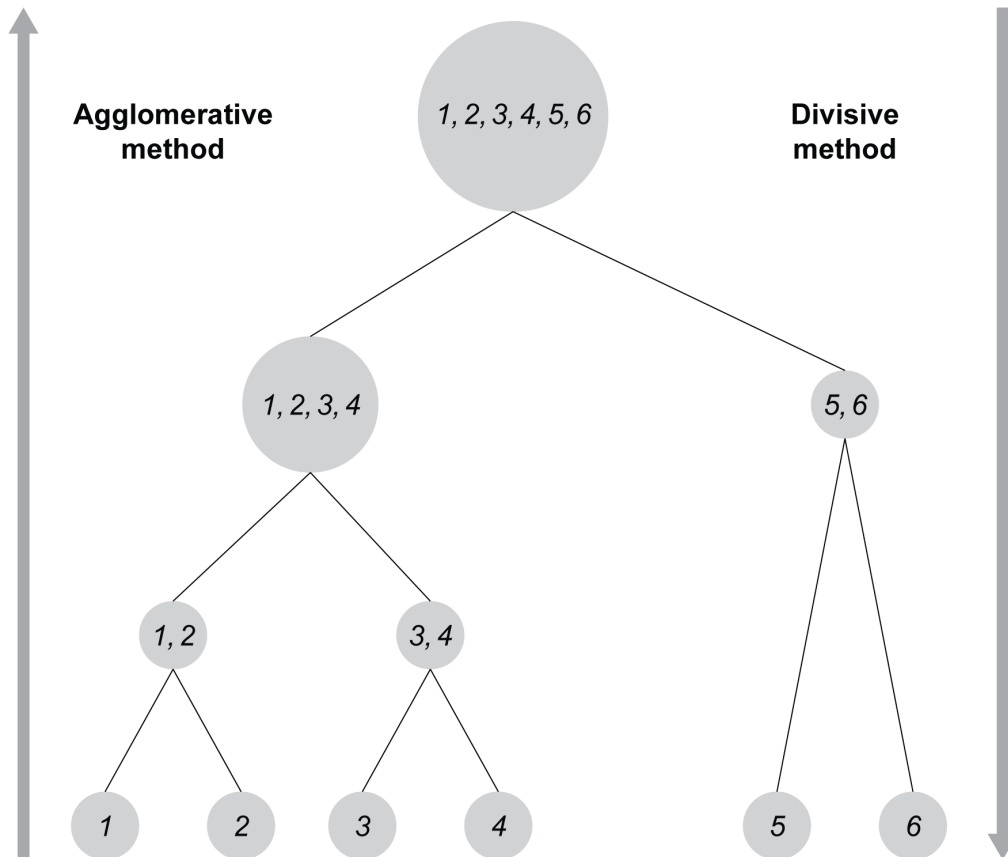 Agglomerative
method
1, 2, 3, 4, 5, 6
Divisive
method
1, 2, 3, 4
5, 6
1, 2
3, 4
1
2
3
4
5
6